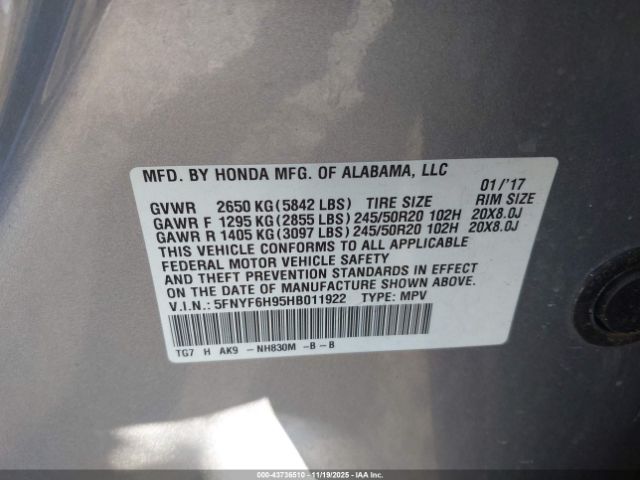 MFD. BY HONDA MFG. OF ALABAMA, LLC 01/'17
GVWR 2650 KG(5842 LBS) TIRE SIZE RIM SIZE
GAWR F 1295 KG(2855 LBS)245/50R20 102H 20X8.0J
GAWR R 1405 KG(3097 LBS)245/50R20 102H 20X8.0J
THIS VEHICLE CONFORMS TO ALL APPLICABLE
FEDERAL MOTOR VEHICLE SAFETY
AND THEFT PREVENTION STANDARDS IN EFFECT
ON THE DATE OF MANUFACTURE SHOWN ABOVE.
V.I.N.: 5FNYF6H95HB011922 TYPE: MPV
TG7 H AK9 -NH830M -B-B
000-43736510 - 11/19/2025 - IAAI.COM